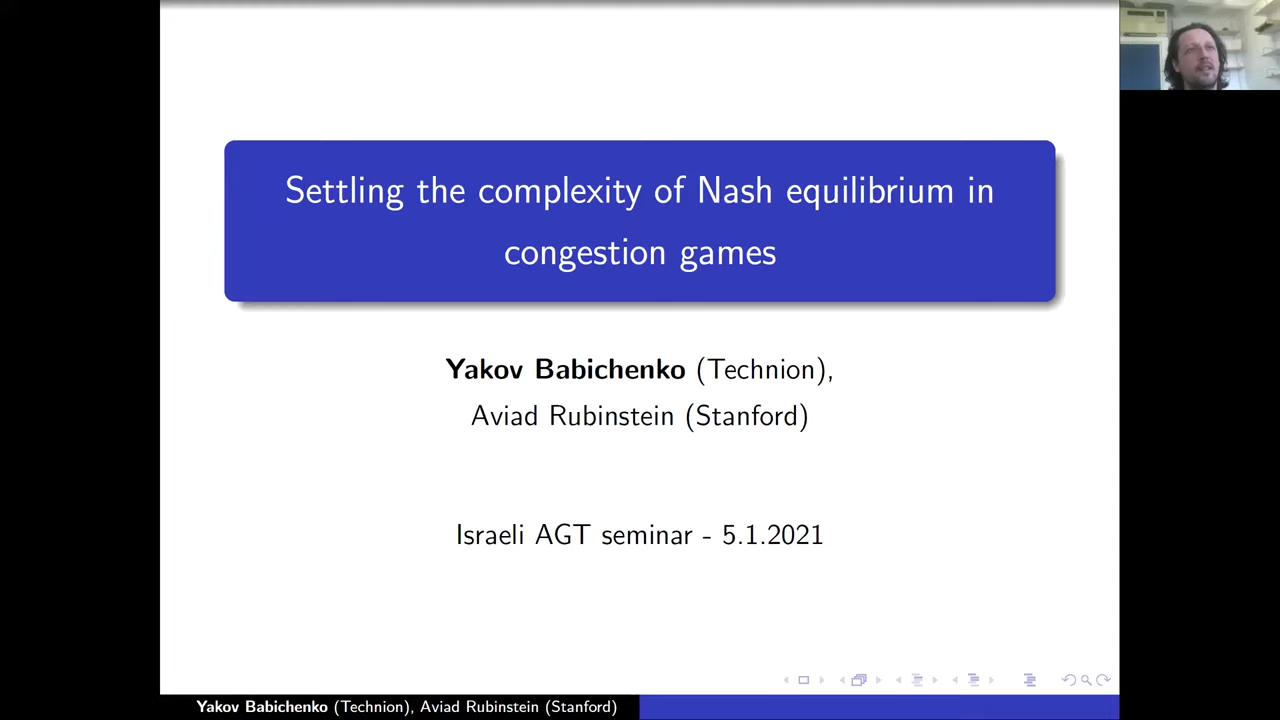 Settling the complexity of Nash equilibrium in
congestion games
Yakov Babichenko (Technion),
Aviad Rubinstein (Stanford)
Israeli AGT seminar - 5.1.2021
Yakov Babichenko (Technion), Aviad Rubinstein (Stanford)